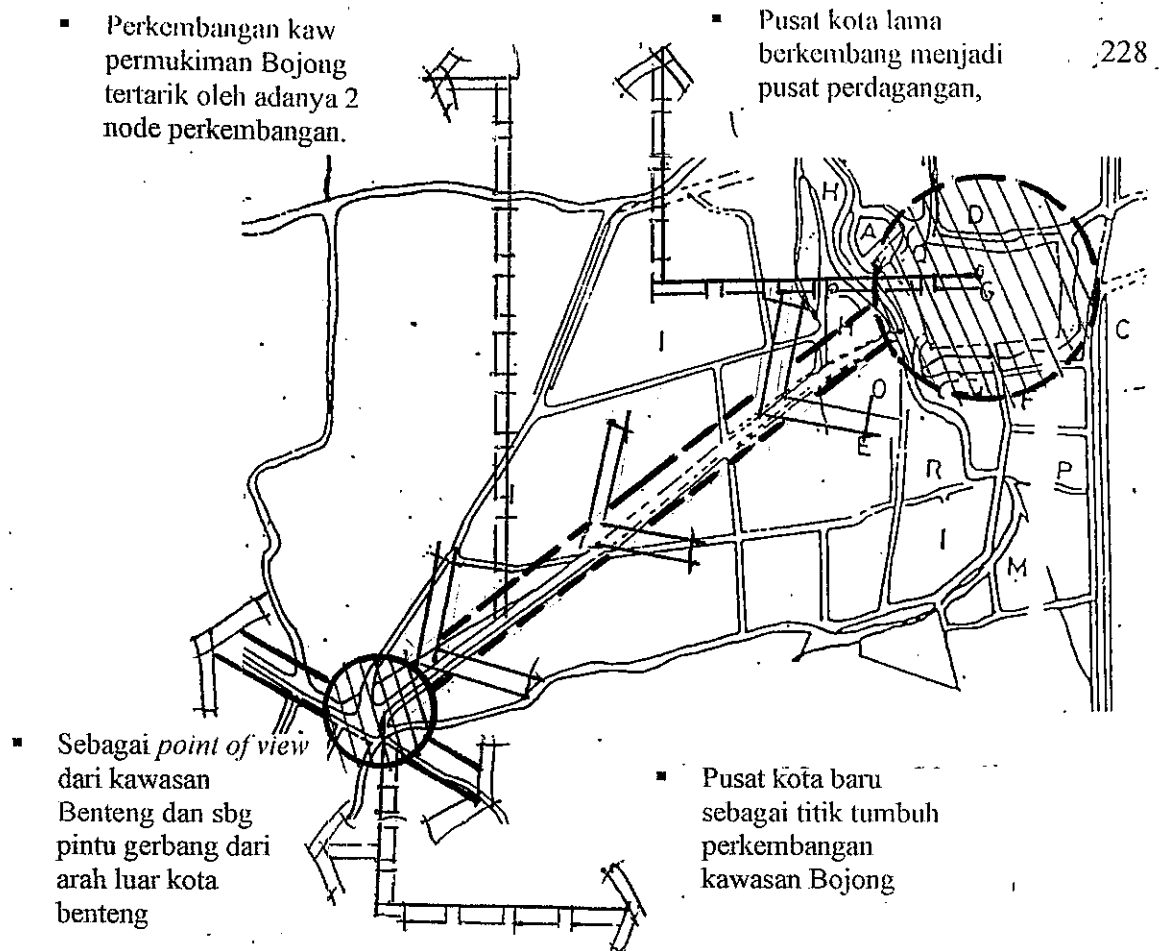 ▪ Perkembangan kaw
permukiman Bojong
tertarik oleh adanya 2
node perkembangan.
▪ Pusat kota lama
berkembang menjadi
pusat perdagangan,
228
H
D
A
G
C
I
H
O
E
R
P
I
M
▪ Sebagai point of view
dari kawasan
Benteng dan sbg
pintu gerbang dari
arah luar kota
benteng
▪ Pusat kota baru
sebagai titik tumbuh
perkembangan
kawasan Bojong